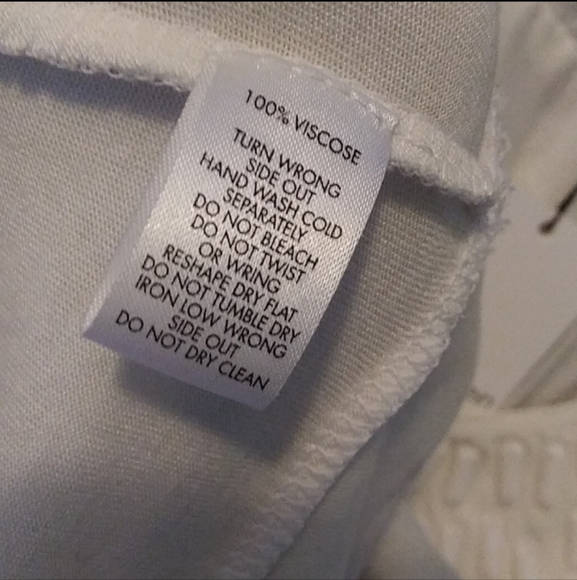 100% VISCOSE
TURN WRONG
SIDE OUT
HAND WASH COLD
SEPARATELY
DO NOT BLEACH
DO NOT TWIST
OR WRING
RESHAPE DRY FLAT
DO NOT TUMBLE DRY
IRON LOW WRONG
SIDE OUT
DO NOT DRY CLEAN